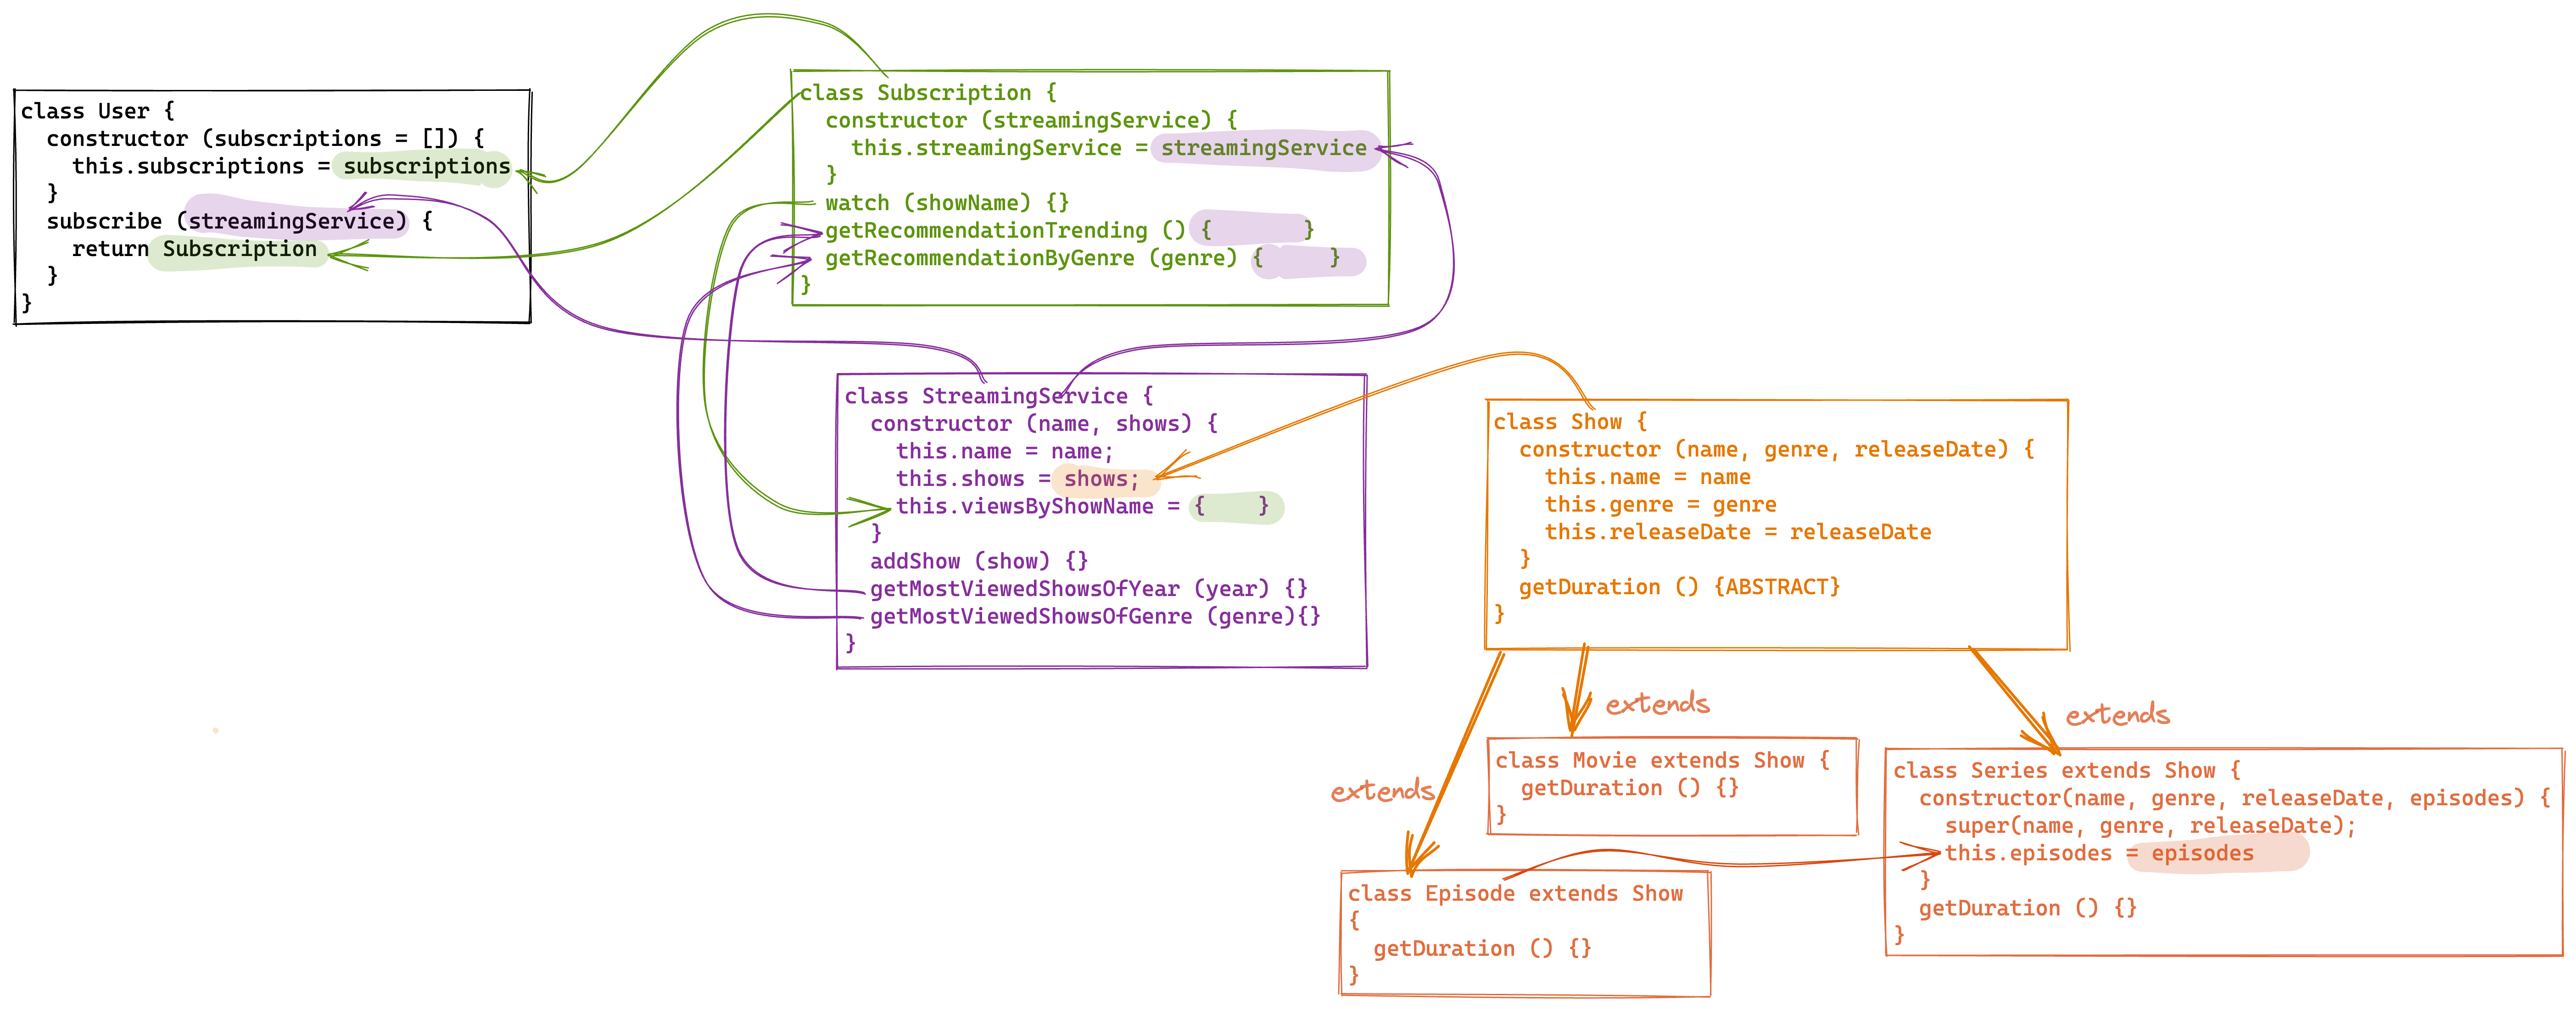 class User {
constructor (subscriptions = []) {
this.subscriptions = subscriptions
}
subscribe (streamingService) {
return Subscription
}
}
class Subscription {
constructor (streamingService) {
this.streamingService = streamingService
}
watch (showName) {}
getRecommendationTrending () { }
getRecommendationByGenre (genre) { }
}
class StreamingService {
constructor (name, shows) {
this.name = name;
this.shows = shows;
this.viewsByShowName = { }
}
addShow (show) {}
getMostViewedShowsOfYear (year) {}
getMostViewedShowsOfGenre (genre){}
}
class Show {
constructor (name, genre, releaseDate) {
this.name = name
this.genre = genre
this.releaseDate = releaseDate
}
getDuration () {ABSTRACT}
}
extends
extends
extends
class Movie extends Show {
getDuration () {}
}
class Series extends Show {
constructor(name, genre, releaseDate, episodes) {
super(name, genre, releaseDate);
this.episodes = episodes
}
getDuration () {}
}
class Episode extends Show
{
getDuration () {}
}